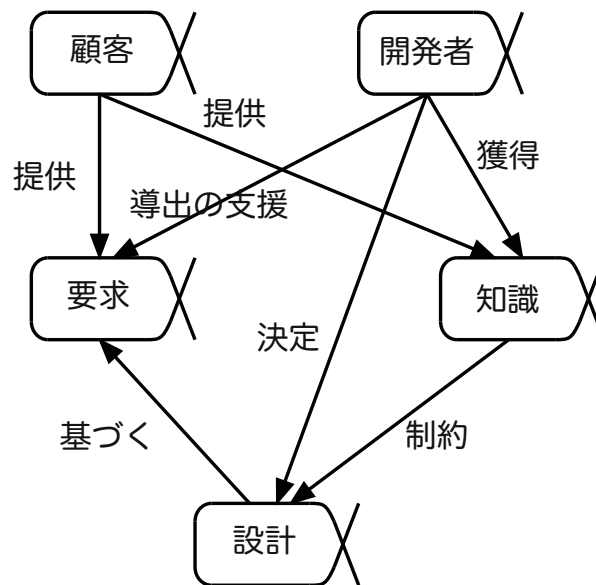 顧客
開発者
提供
獲得
提供
導出の支援
要求
知識
決定
基づく
制約
設計